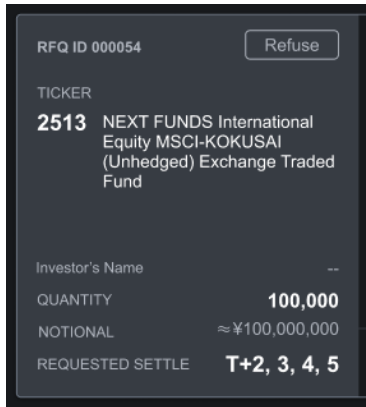 RFQ ID 000054 Refuse
TICKER
2513 NEXT FUNDS International
Equity MSCI-KOKUSAI
(Unhedged) Exchange Traded
Fund
Investor's Name --
QUANTITY 100,000
NOTIONAL ≈¥100,000,000
REQUESTED SETTLE T+2, 3, 4, 5